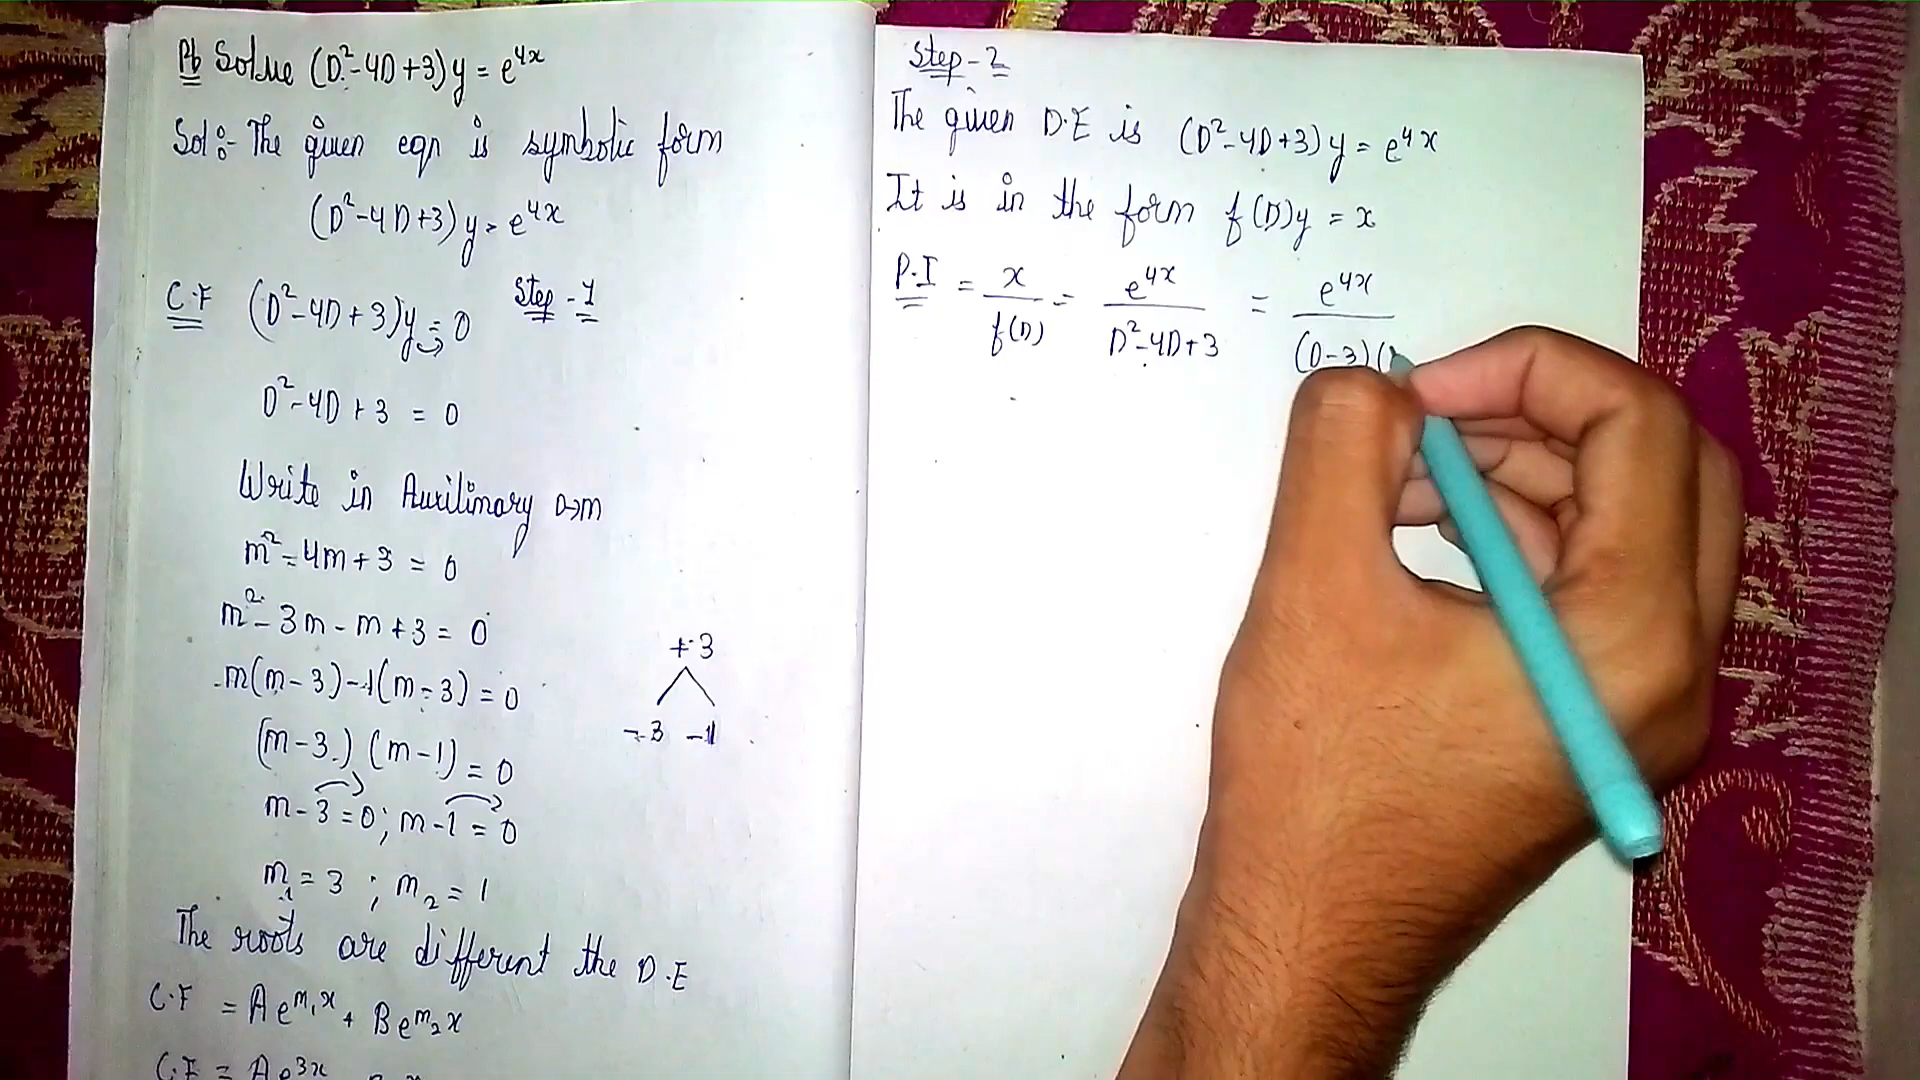 Pb Solve (D²-4D+3)y = e^4x
Sol:- The given eqn is symbolic form
(D²-4D+3)y = e^4x
C.F (D²-4D+3)y = 0 Step-1
D²-4D+3 = 0
Write in Auxilimary D→m
m²-4m+3 = 0
m²-3m-m+3 = 0
m(m-3)-1(m-3) = 0
+3
-3 -1
(m-3)(m-1) = 0
m-3=0; m-1=0
m₁ = 3 ; m₂ = 1
The roots are different the D.E
C.F = Ae^m₁x + Be^m₂x
C.F = Ae^3x
Step-2
The given D.E is (D²-4D+3)y = e^4x
It is in the form f(D)y = x
P.I = x/f(D) = e^4x/D²-4D+3 = e^4x/(D-3)(